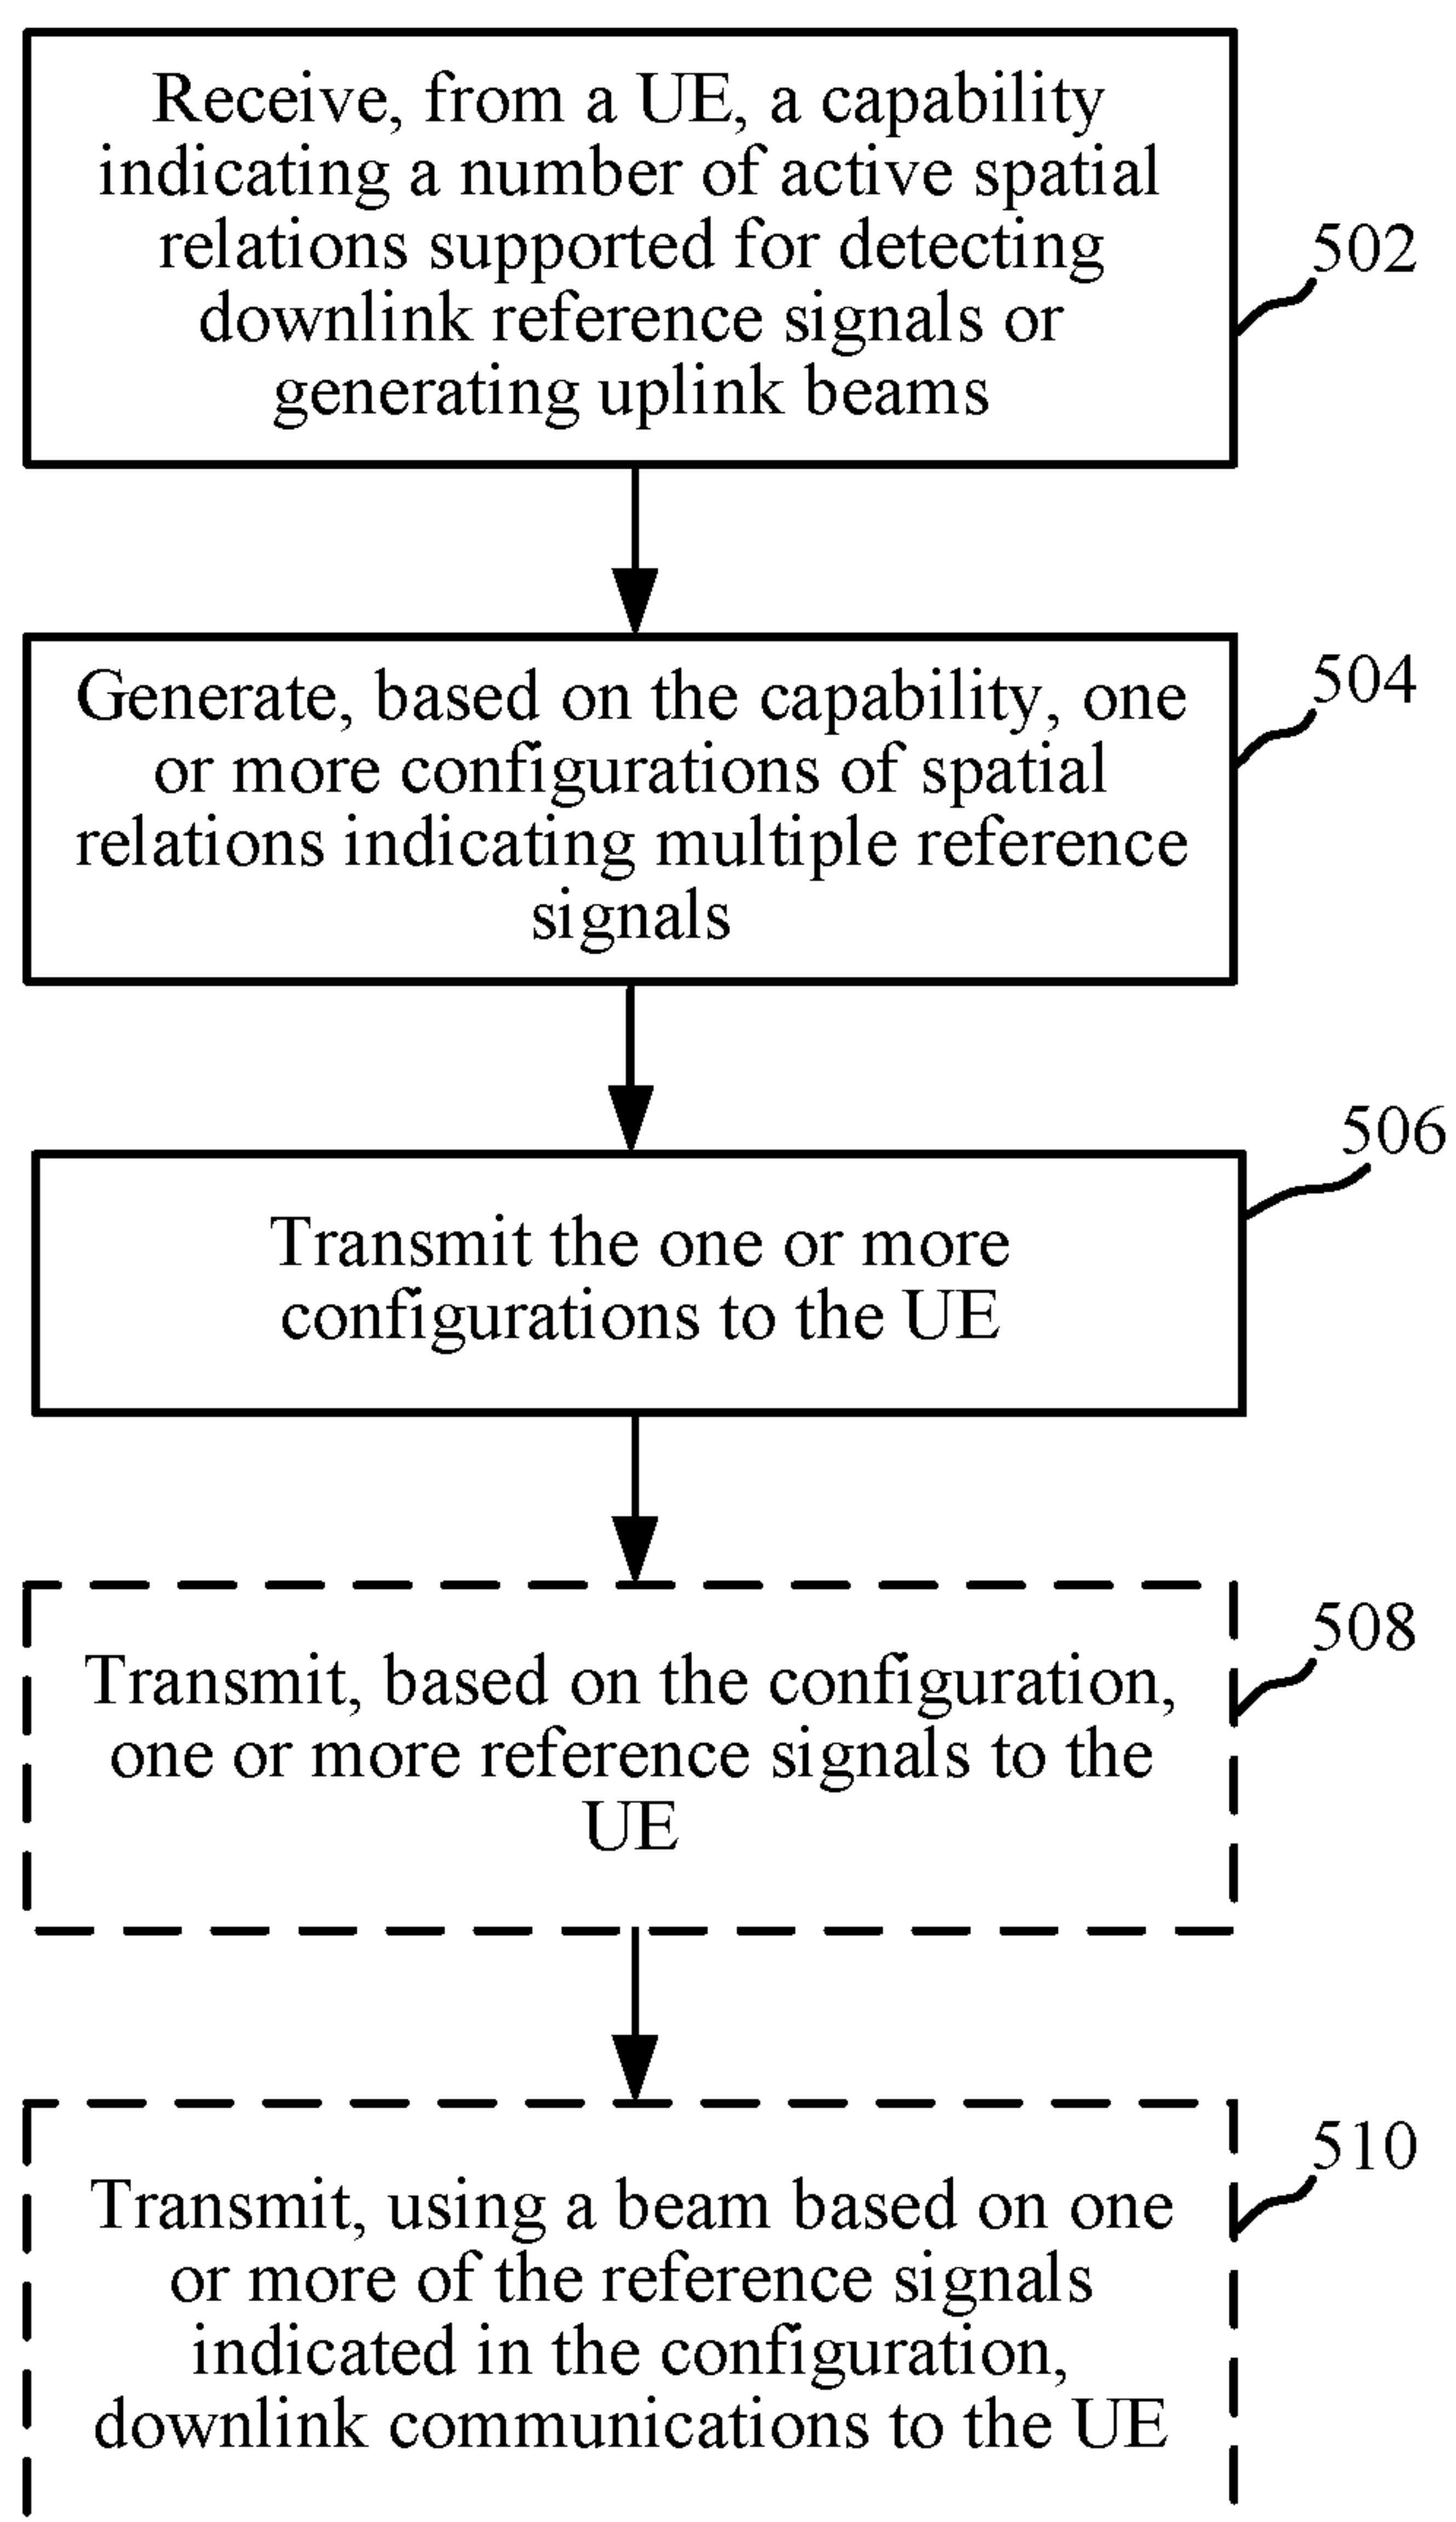 Receive, from a UE, a capability
indicating a number of active spatial
relations supported for detecting
downlink reference signals or
generating uplink beams
502
Generate, based on the capability, one
or more configurations of spatial
relations indicating multiple reference
signals
504
Transmit the one or more
configurations to the UE
506
Transmit, based on the configuration,
one or more reference signals to the
UE
508
Transmit, using a beam based on one
or more of the reference signals
indicated in the configuration,
downlink communications to the UE
510